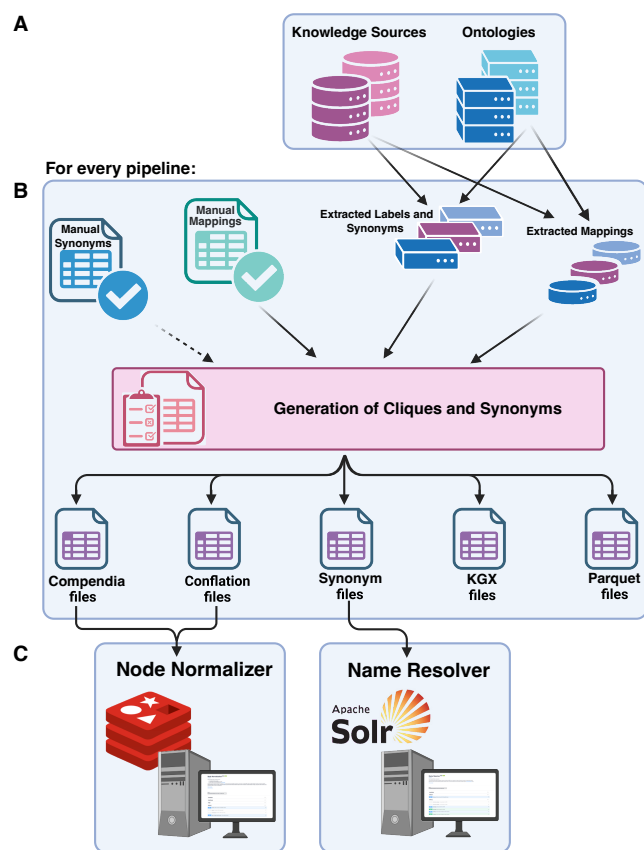 A
Knowledge Sources
Ontologies
For every pipeline:
B
Manual
Synonyms
Manual
Mappings
Extracted Labels and
Synonyms
Extracted Mappings
Generation of Cliques and Synonyms
Compendia
files
Conflation
files
Synonym
files
KGX
files
Parquet
files
C
Node Normalizer
Name Resolver
Apache
Solr